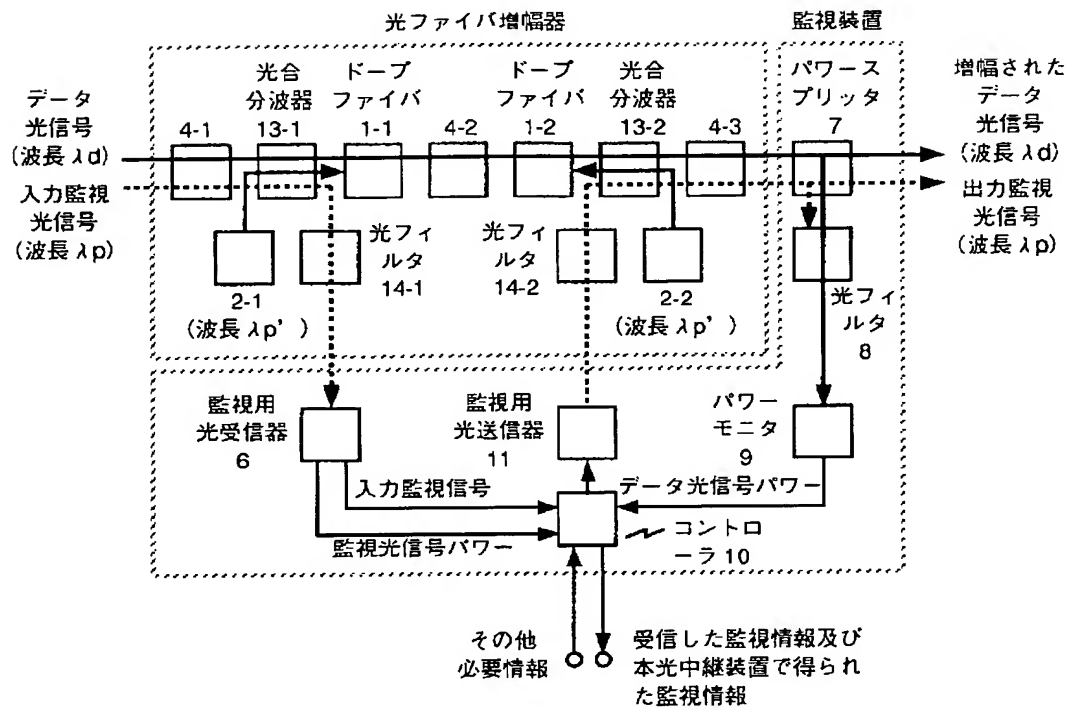 光ファイバ増幅器
監視装置
データ
光信号
(波長λd)
入力監視
光信号
(波長λp)
4-1
光合
分波器
13-1
ドープ
ファイバ
1-1
4-2
ドープ
ファイバ
1-2
光合
分波器
13-2
4-3
パワース
プリッタ
7
増幅された
データ
光信号
(波長λd)
出力監視
光信号
(波長λp)
2-1
(波長λp')
光フィ
ルタ
14-1
光フィ
ルタ
14-2
2-2
(波長λp')
光フィ
ルタ
8
監視用
光受信器
6
監視用
光送信器
11
パワー
モニタ
9
入力監視信号
データ光信号パワー
監視光信号パワー
コントロ
ーラ10
その他
必要情報
受信した監視情報及び
本光中継装置で得られ
た監視情報